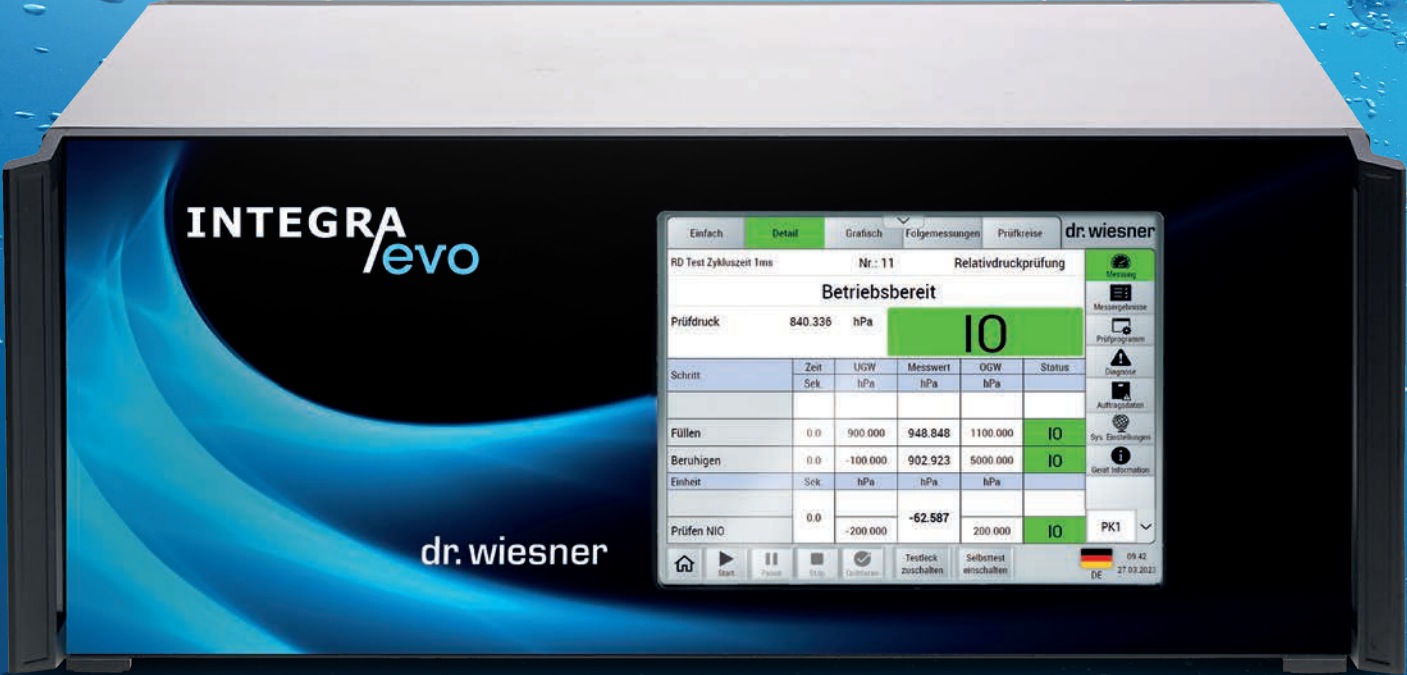 INTEGRA
/evo
dr. wiesner
Einfach Detail Grafisch Folgemessungen Prüfkreise dr. wiesner
RD Test Zykluszeit 1ms Nr.: 11 Relativdruckprüfung
Betriebsbereit
Prüfdruck 840.336 hPa IO
Schritt Zeit UGW Messwert OGW Status
Sek. hPa hPa hPa
Füllen 0.0 900.000 948.848 1100.000 IO
Beruhigen 0.0 -100.000 902.923 5000.000 IO
Einheit Sek. hPa hPa hPa
Prüfen NIO 0.0 -200.000 -62.587 200.000 IO
Messung
Messergebnisse
Prüfprogramm
Diagnose
Auftragsdaten
Sys. Einstellungen
Gerät Information
PK1
Start Pause Stop Testleck zuschalten Selbsttest einschalten
DE 09:42
27.03.2023